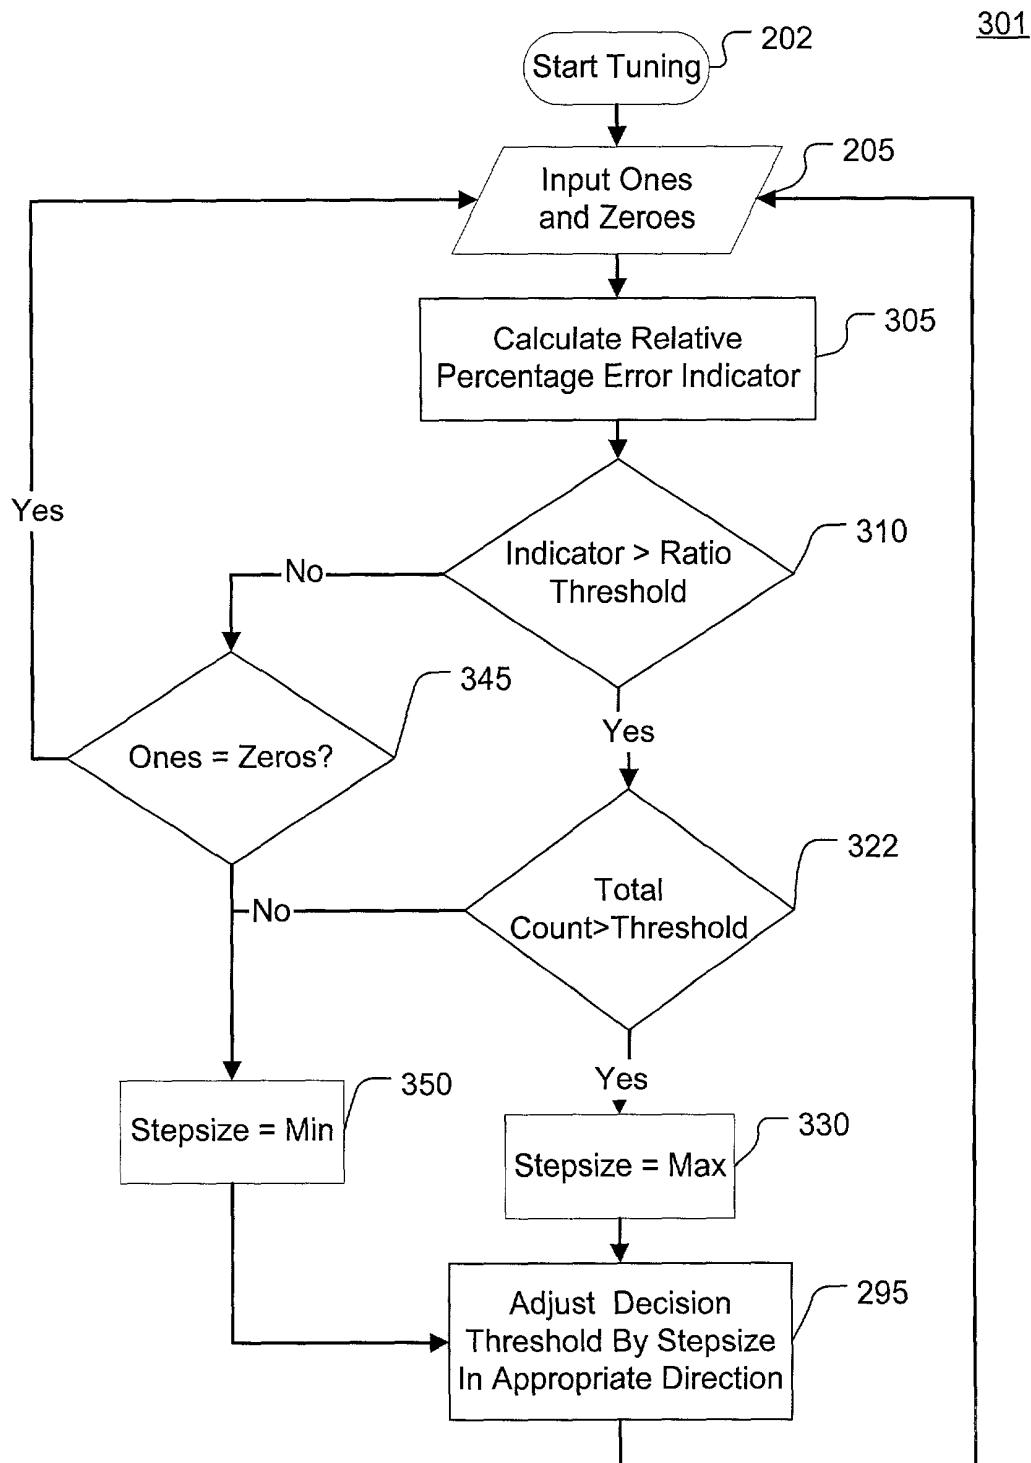 301
Start Tuning
202
Input Ones
and Zeroes
205
Calculate Relative
Percentage Error Indicator
305
Yes
No
Indicator > Ratio
Threshold
310
Ones = Zeros?
345
Yes
Total
Count>Threshold
322
No
Yes
Stepsize = Min
350
Stepsize = Max
330
Adjust Decision
Threshold By Stepsize
In Appropriate Direction
295